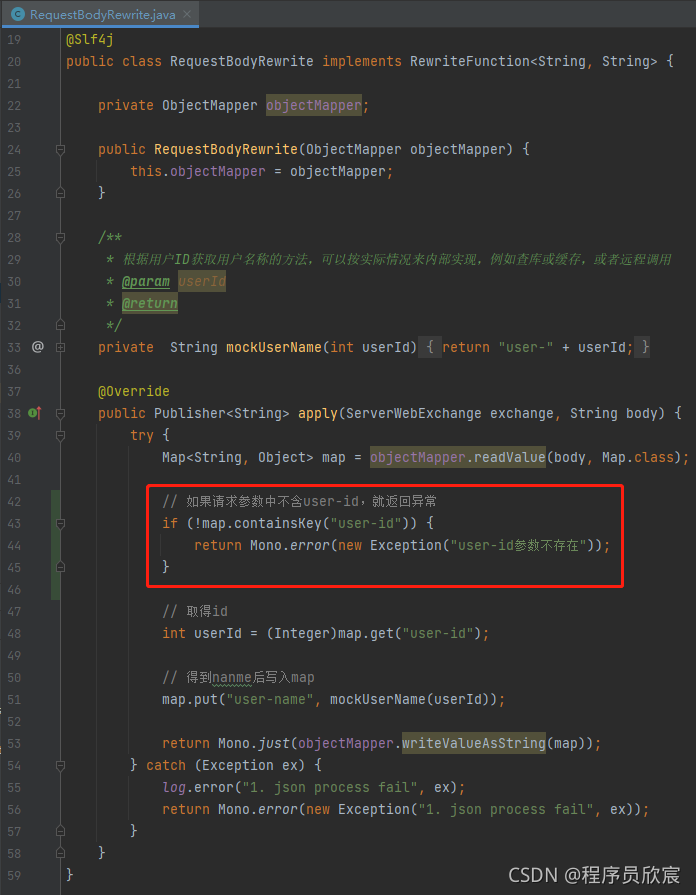 RequestBodyRewrite.java
19 @Slf4j
20 public class RequestBodyRewrite implements RewriteFunction<String, String> {
21
22 private ObjectMapper objectMapper;
23
24 public RequestBodyRewrite(ObjectMapper objectMapper) {
25 this.objectMapper = objectMapper;
26 }
27
28 /**
29 * 根据用户ID获取用户名称的方法，可以按实际情况来内部实现，例如查库或缓存，或者远程调用
30 * @param userId
31 * @return
32 */
33 @ private  String mockUserName(int userId) { return "user-" + userId; }
36
37 @Override
38 public Publisher<String> apply(ServerWebExchange exchange, String body) {
39 try {
40 Map<String, Object> map = objectMapper.readValue(body, Map.class);
41
42 // 如果请求参数中不含user-id，就返回异常
43 if (!map.containsKey("user-id")) {
44 return Mono.error(new Exception("user-id参数不存在"));
45 }
46
47 // 取得id
48 int userId = (Integer)map.get("user-id");
49
50 // 得到nanme后写入map
51 map.put("user-name", mockUserName(userId));
52
53 return Mono.just(objectMapper.writeValueAsString(map));
54 } catch (Exception ex) {
55 log.error("1. json process fail", ex);
56 return Mono.error(new Exception("1. json process fail", ex));
57 }
58 }
59 }
CSDN @程序员欣宸